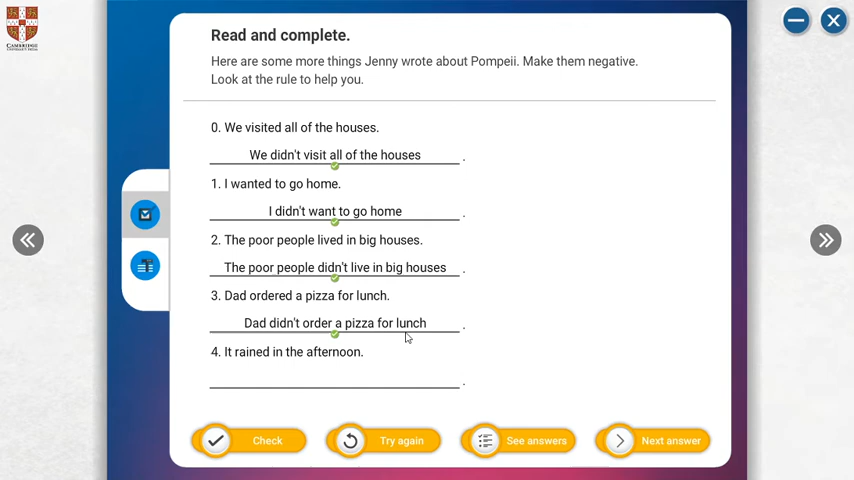 CAMBRIDGE
Read and complete.
Here are some more things Jenny wrote about Pompeii. Make them negative.
Look at the rule to help you.
0. We visited all of the houses.
We didn't visit all of the houses .
1. I wanted to go home.
I didn't want to go home .
2. The poor people lived in big houses.
The poor people didn't live in big houses .
3. Dad ordered a pizza for lunch.
Dad didn't order a pizza for lunch .
4. It rained in the afternoon.
.
Check Try again See answers Next answer